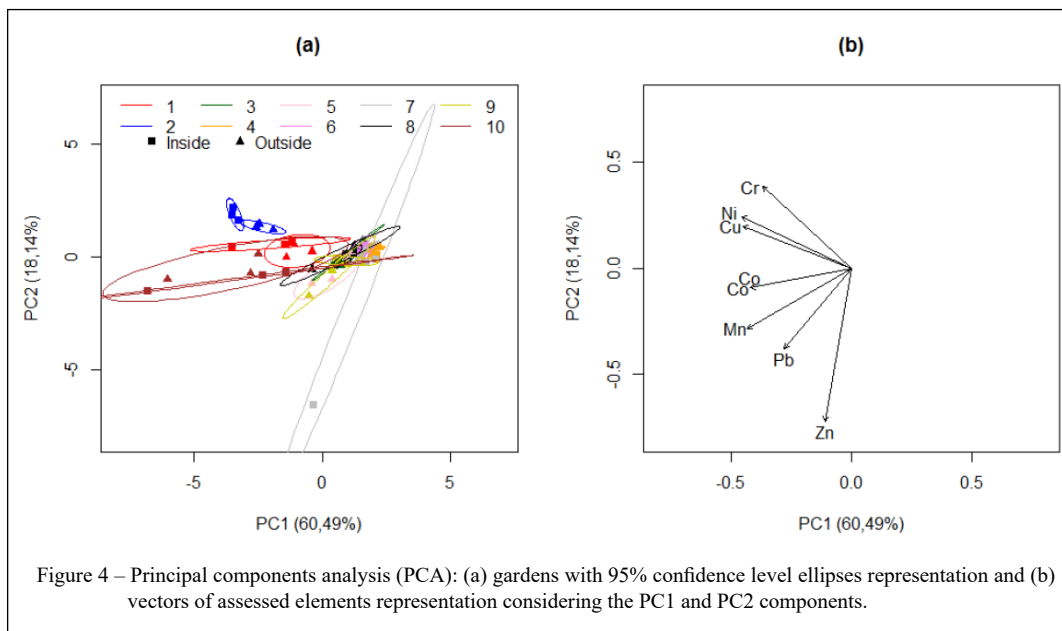 (a)
1 3 5 7 9
2 4 6 8 10
Inside Outside
5
0
-5
PC2 (18,14%)
-5 0 5
PC1 (60,49%)
(b)
0.5
0.0
-0.5
PC2 (18,14%)
Cr
Ni
Cu
Co
Co
Mn
Pb
Zn
-1.0 -0.5 0.0 0.5
PC1 (60,49%)
Figure 4 – Principal components analysis (PCA): (a) gardens with 95% confidence level ellipses representation and (b)
vectors of assessed elements representation considering the PC1 and PC2 components.